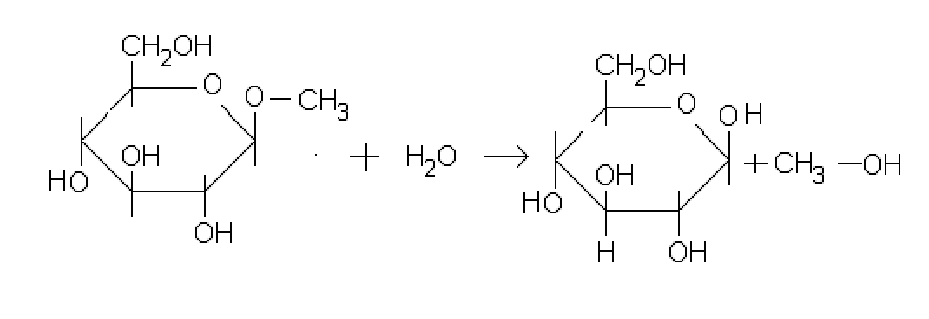 CH2OH CH2OH
O O – CH3 O OH
OH + H2O → OH + CH3 – OH
HO HO
OH H OH